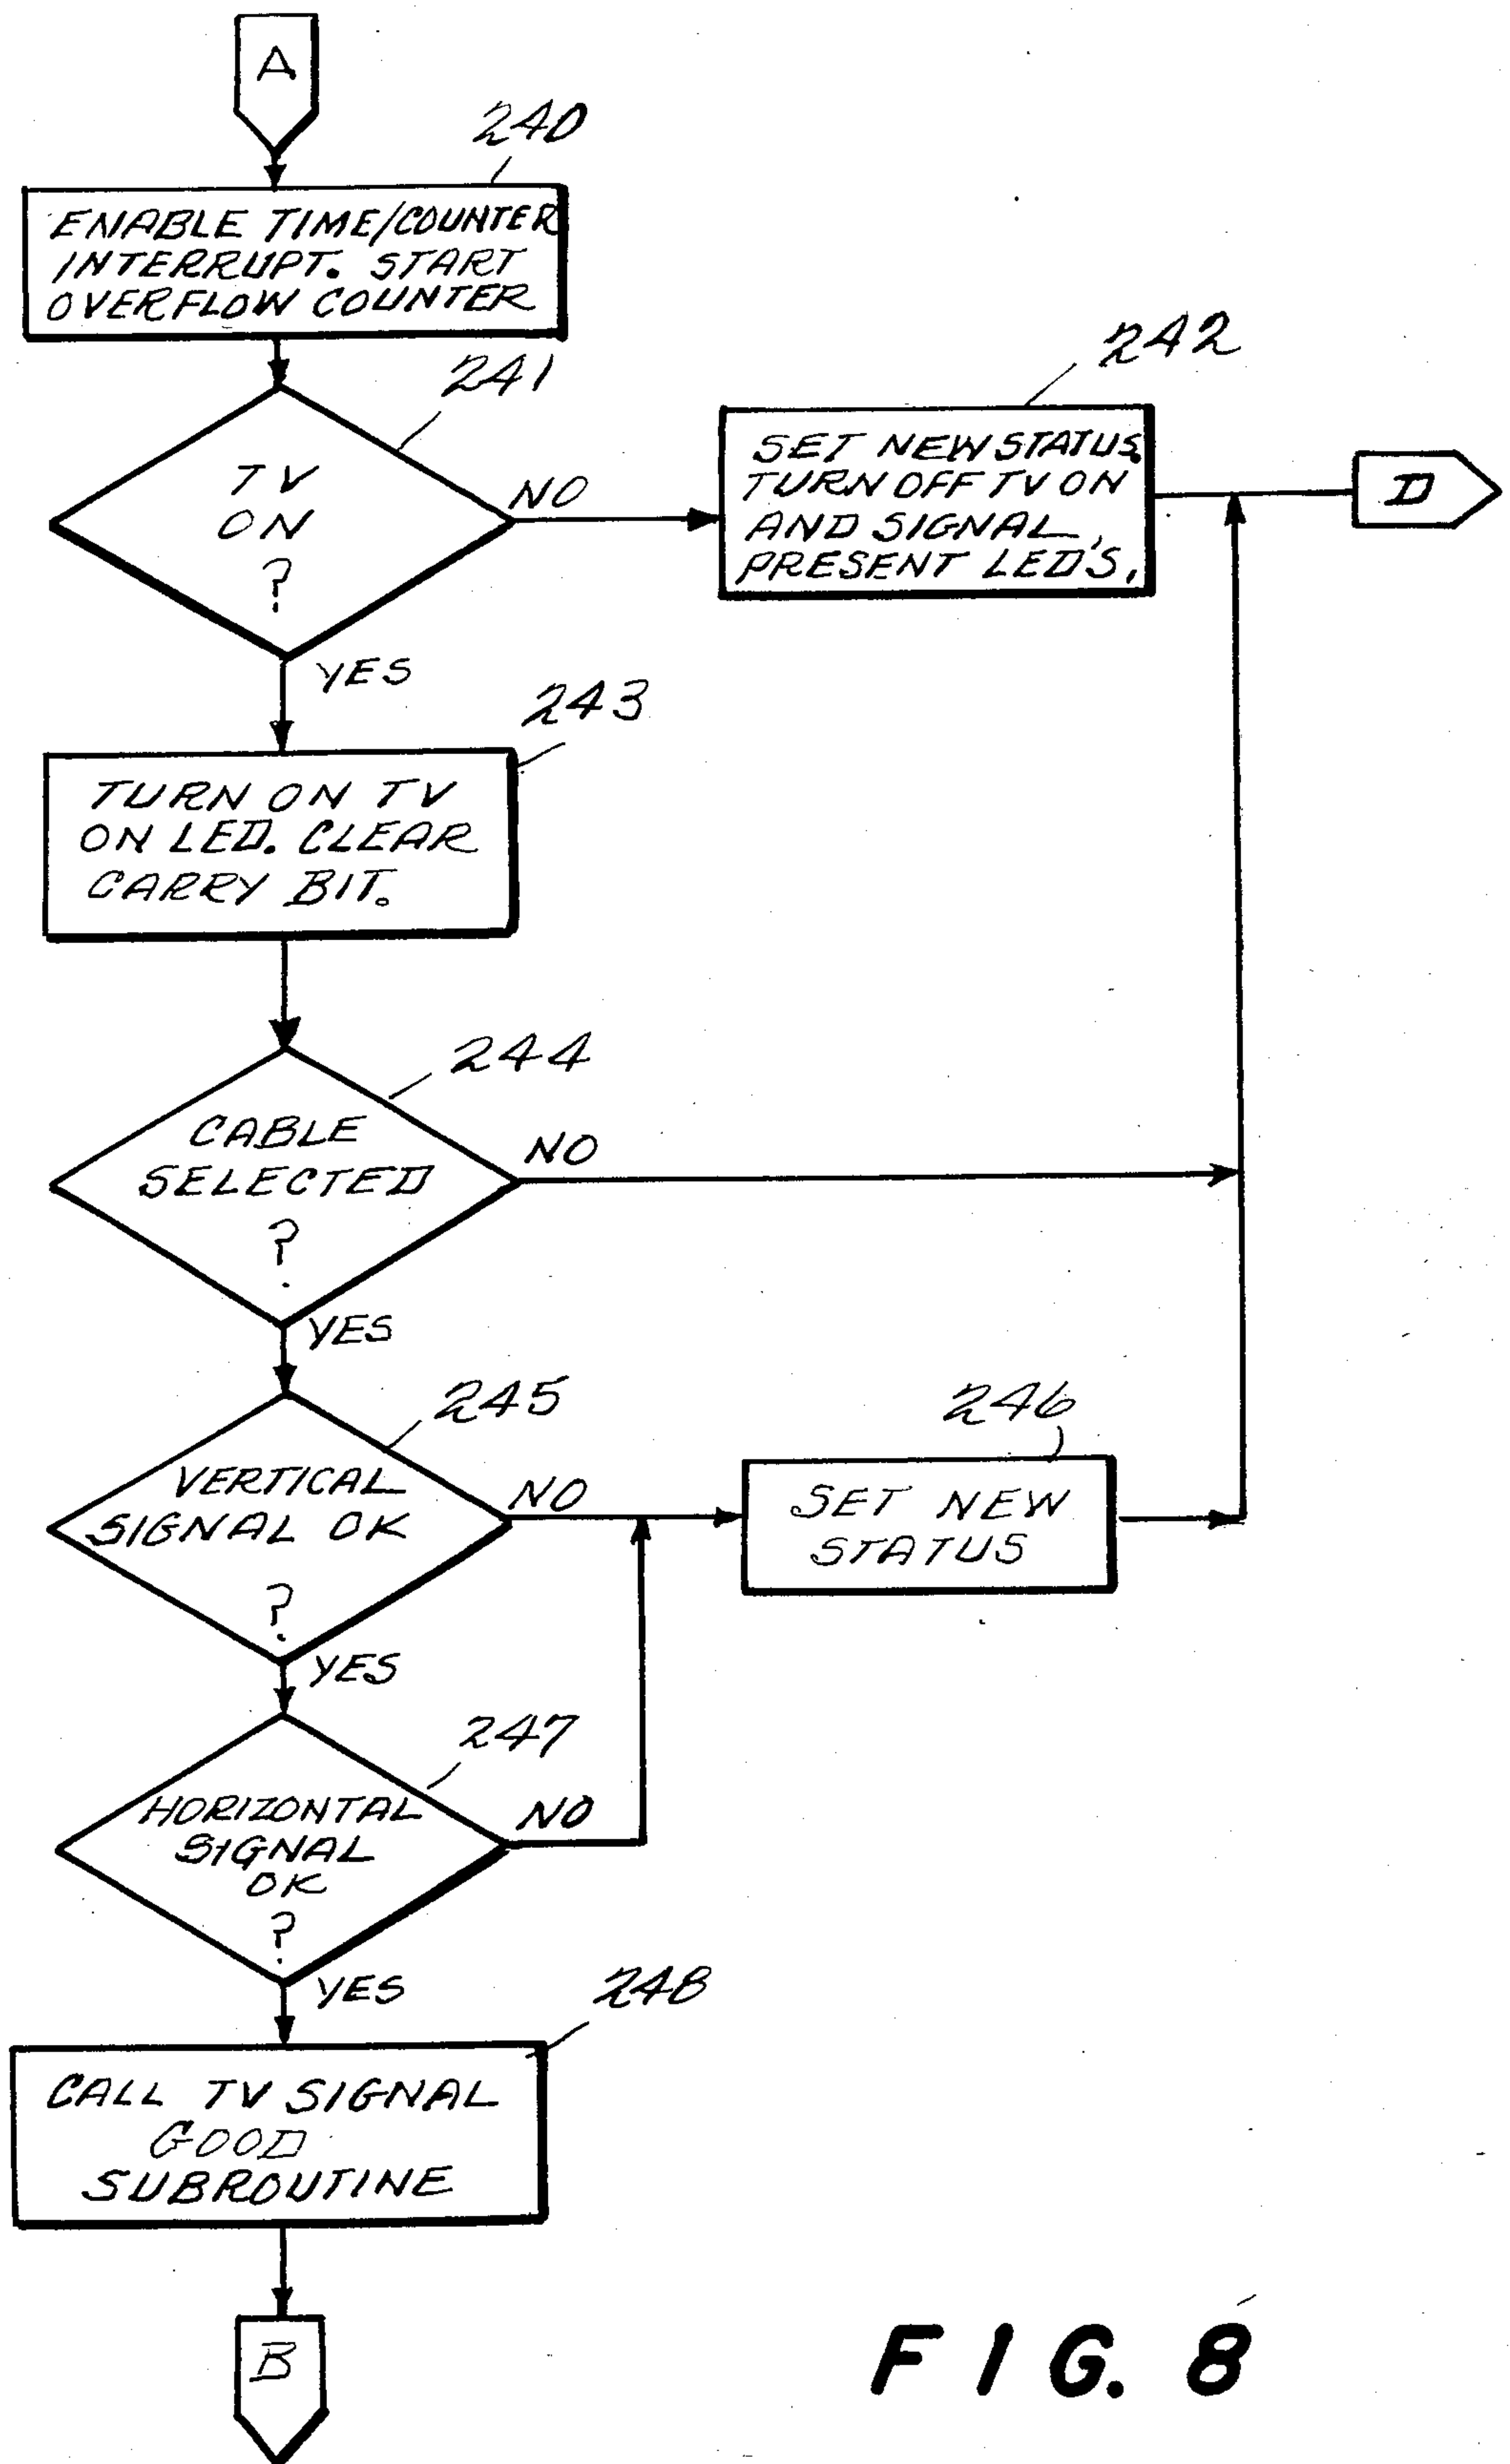 A
240
ENABLE TIME/COUNTER
INTERRUPT. START
OVERFLOW COUNTER
241
TV
ON
?
NO
YES
242
SET NEW STATUS.
TURN OFF TV ON
AND SIGNAL
PRESENT LED'S.
D
243
TURN ON TV
ON LED. CLEAR
CARRY BIT.
244
CABLE
SELECTED
?
NO
YES
245
VERTICAL
SIGNAL OK
?
NO
YES
246
SET NEW
STATUS
247
HORIZONTAL
SIGNAL
OK
?
NO
YES
248
CALL TV SIGNAL
GOOD
SUBROUTINE
B
FIG. 8